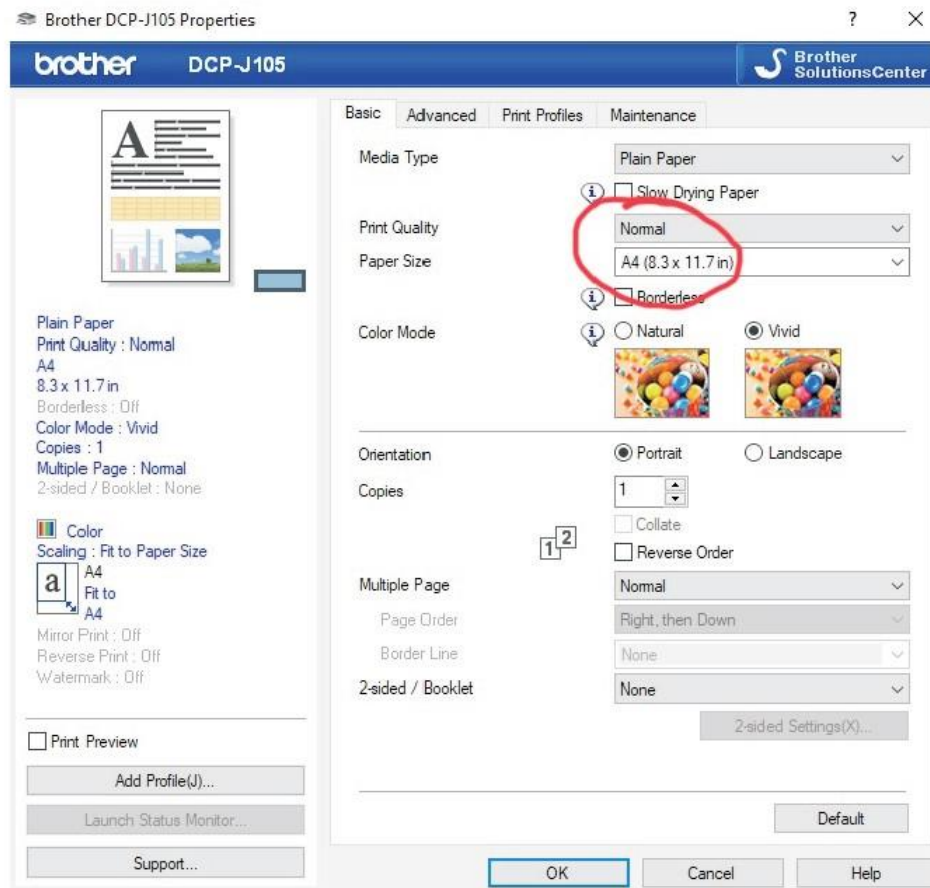 Brother DCP-J105 Properties ? ×
brother DCP-J105 Brother SolutionsCenter
Basic Advanced Print Profiles Maintenance
Media Type Plain Paper
i Slow Drying Paper
Print Quality Normal
Paper Size A4 (8.3 x 11.7 in)
i Borderless
Color Mode i Natural Vivid
Orientation Portrait Landscape
Copies 1
Collate
1 2 Reverse Order
Multiple Page Normal
Page Order Right, then Down
Border Line None
2-sided / Booklet None
2-sided Settings(X)...
Default
OK Cancel Help
A
Plain Paper
Print Quality : Normal
A4
8.3 x 11.7 in
Borderless : Off
Color Mode : Vivid
Copies : 1
Multiple Page : Normal
2-sided / Booklet : None
Color
Scaling : Fit to Paper Size
a A4
Fit to
A4
Mirror Print : Off
Reverse Print : Off
Watermark : Off
Print Preview
Add Profile(J)...
Launch Status Monitor...
Support...